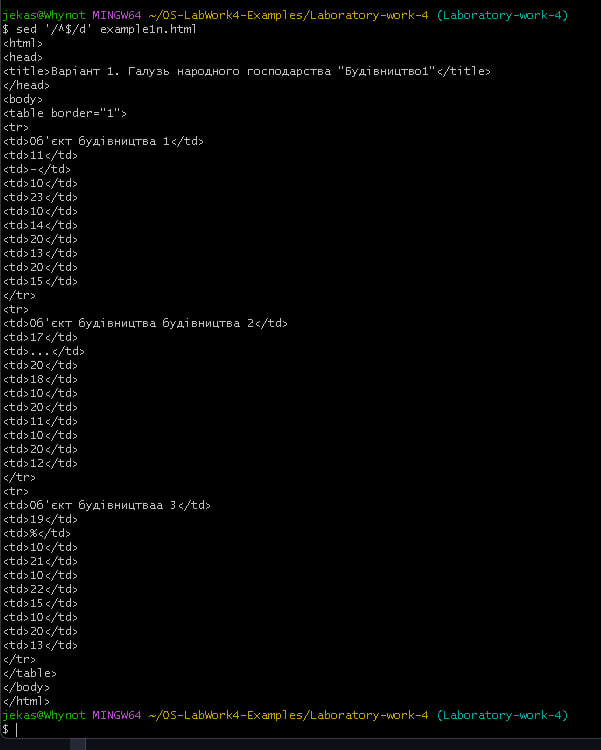 jekas@Whynot MINGW64 ~/OS-LabWork4-Examples/Laboratory-work-4 (Laboratory-work-4)
$ sed '/^$/d' example1n.html
<html>
<head>
<title>Варіант 1. Галузь народного господарства "Будівництво1"</title>
</head>
<body>
<table border="1">
<tr>
<td>Об'єкт будівництва 1</td>
<td>11</td>
<td>-</td>
<td>10</td>
<td>23</td>
<td>10</td>
<td>14</td>
<td>20</td>
<td>13</td>
<td>20</td>
<td>15</td>
</tr>
<tr>
<td>Об'єкт будівництва будівництва 2</td>
<td>17</td>
<td>...</td>
<td>20</td>
<td>18</td>
<td>10</td>
<td>20</td>
<td>11</td>
<td>10</td>
<td>20</td>
<td>12</td>
</tr>
<tr>
<td>Об'єкт будівництваа 3</td>
<td>19</td>
<td>%</td>
<td>10</td>
<td>21</td>
<td>10</td>
<td>22</td>
<td>15</td>
<td>10</td>
<td>20</td>
<td>13</td>
</tr>
</table>
</body>
</html>
jekas@Whynot MINGW64 ~/OS-LabWork4-Examples/Laboratory-work-4 (Laboratory-work-4)
$